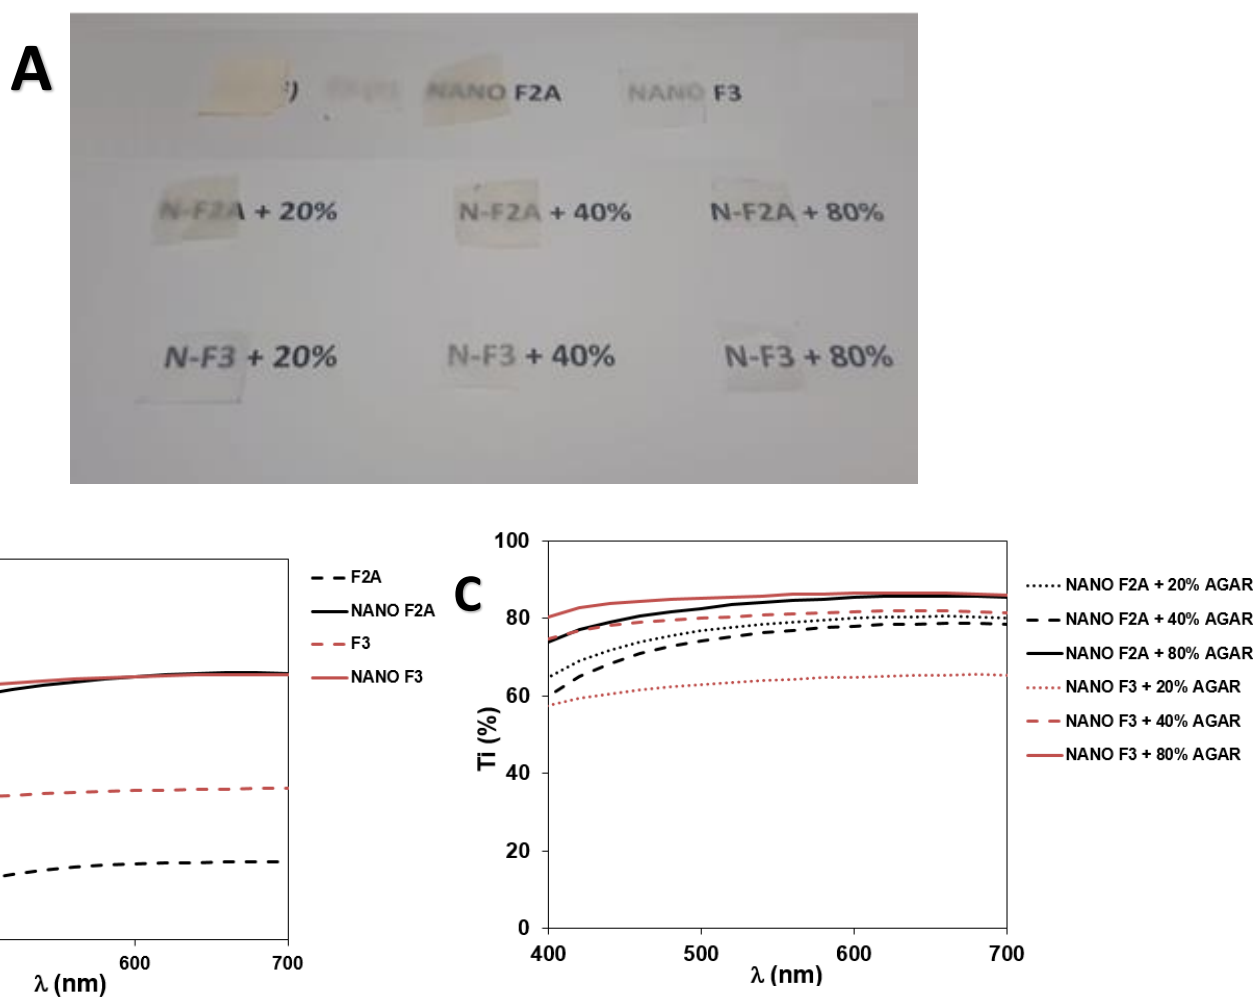 A
NANO F2A NANO F3
N-F2A + 20% N-F2A + 40% N-F2A + 80%
N-F3 + 20% N-F3 + 40% N-F3 + 80%
F2A
NANO F2A
F3
NANO F3
600 700
λ (nm)
C
100
80
60
40
20
0
Ti (%)
400 500 600 700
λ (nm)
NANO F2A + 20% AGAR
NANO F2A + 40% AGAR
NANO F2A + 80% AGAR
NANO F3 + 20% AGAR
NANO F3 + 40% AGAR
NANO F3 + 80% AGAR